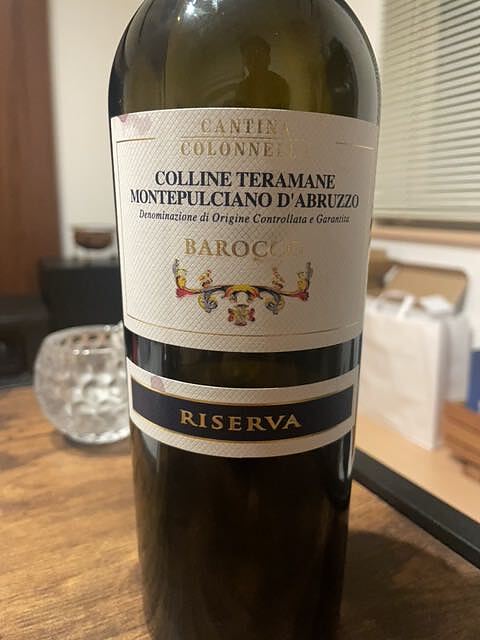 CANTINA
COLONNELLA
COLLINE TERAMANE
MONTEPULCIANO D'ABRUZZO
Denominazione di Origine Controllata e Garantita
BAROCCO
RISERVA